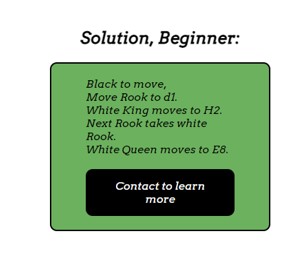 Solution, Beginner:
Black to move,
Move Rook to d1.
White King moves to H2.
Next Rook takes white
Rook.
White Queen moves to E8.
Contact to learn
more